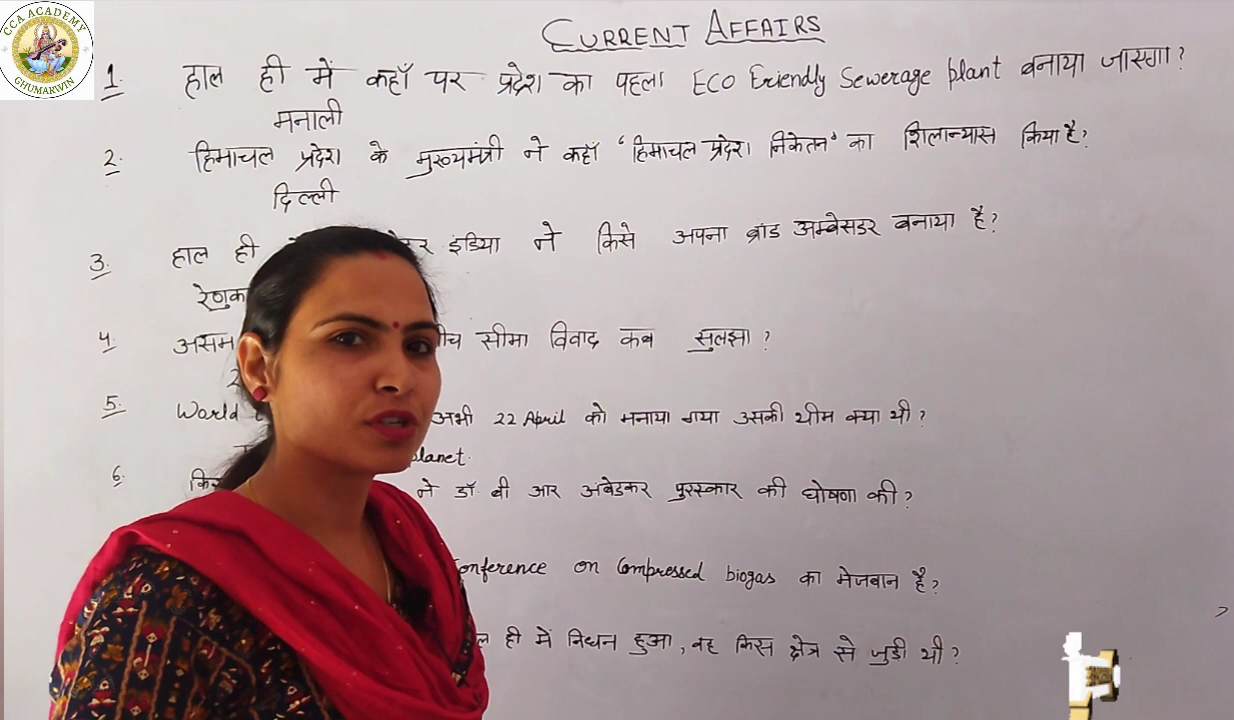 CCA ACADEMY
GHUMARWIN
CURRENT AFFAIRS
1. हाल ही में कहाँ पर प्रदेश का पहला ECO Friendly Sewerage plant बनाया जाएगा?
मनाली
2. हिमाचल प्रदेश के मुख्यमंत्री ने कहाँ 'हिमाचल प्रदेश निकेतन' का शिलान्यास किया है?
दिल्ली
3. हाल ही इंडिया ने किसे अपना ब्रांड अम्बेसडर बनाया है?
4. असम सीमा विवाद कब सुलझा?
5. World अभी 22 April को मनाया गया उसकी थीम क्या थी?
planet.
6. ने डॉ. बी आर अंबेडकर पुरस्कार की घोषणा की?
Conference on Compressed biogas का मेजबान है?
ही में निधन हुआ, वह किस क्षेत्र से जुड़ी थी?